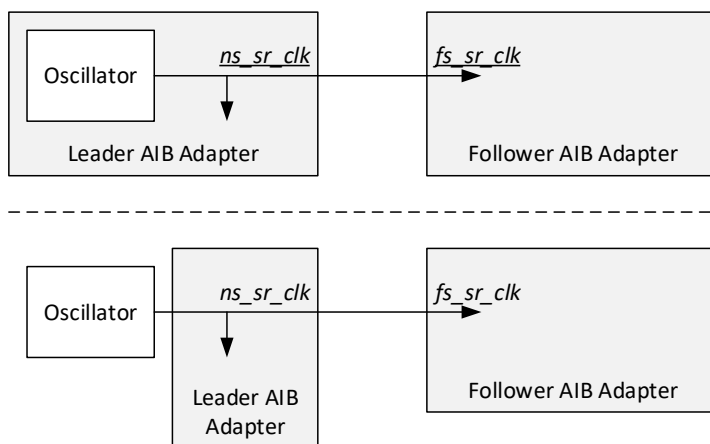 ns_sr_clk
fs_sr_clk
Oscillator
Leader AIB Adapter
Follower AIB Adapter
ns_sr_clk
fs_sr_clk
Oscillator
Leader AIB
Adapter
Follower AIB Adapter